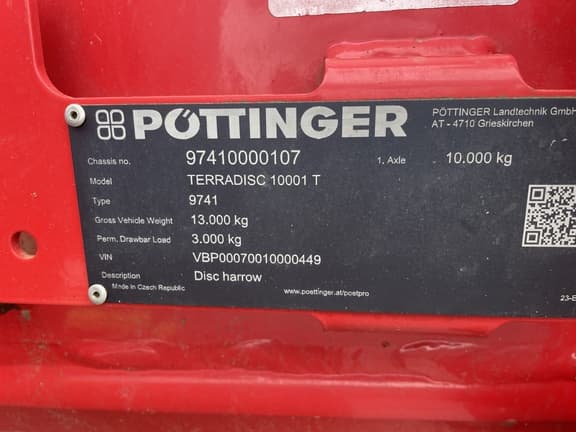 PÖTTINGER
PÖTTINGER Landtechnik GmbH
AT - 4710 Grieskirchen
Chassis no. 97410000107 1. Axle 10.000 kg
Model TERRADISC 10001 T
Type 9741
Gross Vehicle Weight 13.000 kg
Perm. Drawbar Load 3.000 kg
VIN VBP00070010000449
Description Disc harrow
Made in Czech Republic www.poettinger.at/poetpro